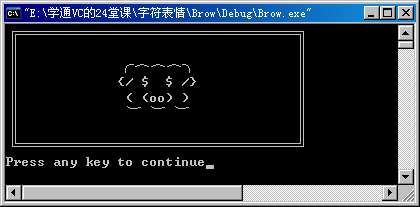 "E:\学通VC的24堂课\字符表情\Brow\Debug\Brow.exe"
{/ $  $ /}
( (oo) )
Press any key to continue_